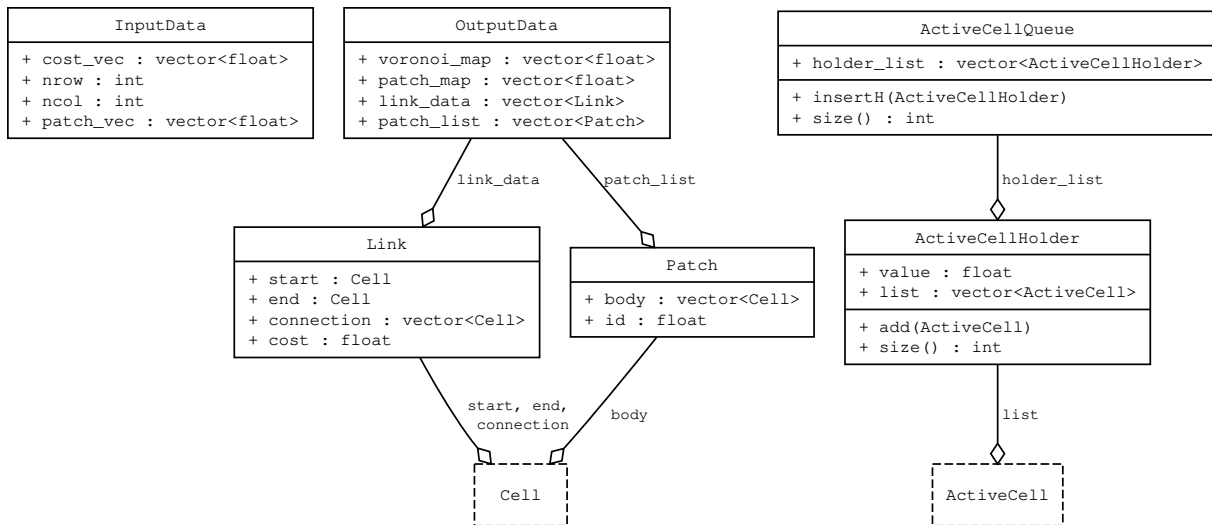 InputData
+ cost_vec : vector<float>
+ nrow : int
+ ncol : int
+ patch_vec : vector<float>
OutputData
+ voronoi_map : vector<float>
+ patch_map : vector<float>
+ link_data : vector<Link>
+ patch_list : vector<Patch>
ActiveCellQueue
+ holder_list : vector<ActiveCellHolder>
+ insertH(ActiveCellHolder)
+ size() : int
link_data
patch_list
holder_list
Link
+ start : Cell
+ end : Cell
+ connection : vector<Cell>
+ cost : float
Patch
+ body : vector<Cell>
+ id : float
ActiveCellHolder
+ value : float
+ list : vector<ActiveCell>
+ add(ActiveCell)
+ size() : int
start, end,
connection
body
list
Cell
ActiveCell